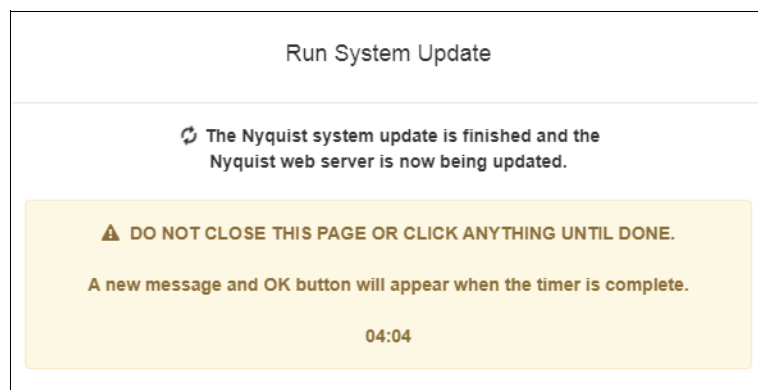 Run System Update
The Nyquist system update is finished and the
Nyquist web server is now being updated.
DO NOT CLOSE THIS PAGE OR CLICK ANYTHING UNTIL DONE.
A new message and OK button will appear when the timer is complete.
04:04